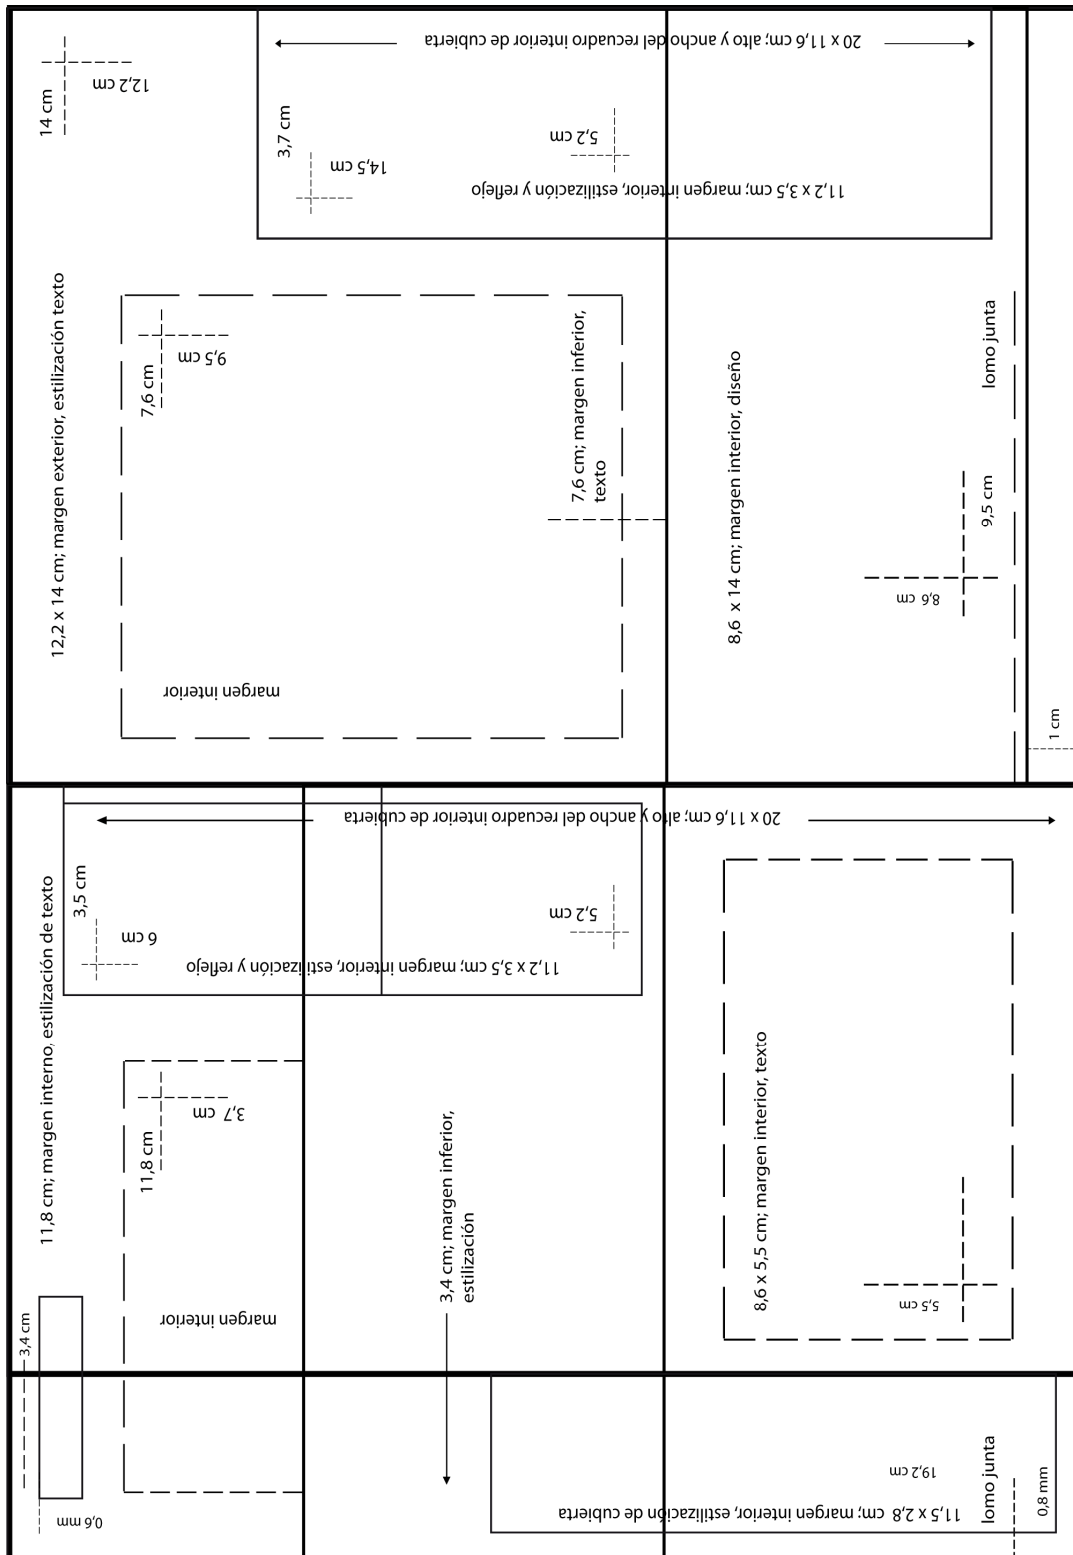 20 x 11,6 cm; alto y ancho del recuadro interior de cubierta
12,2 cm
14 cm
3,7 cm
14,5 cm
5,2 cm
11,2 x 3,5 cm; margen interior, estilización y reflejo
12,2 x 14 cm; margen exterior, estilización texto
9,5 cm
7,6 cm
7,6 cm; margen inferior,
texto
margen interior
8,6 x 14 cm; margen interior, diseño
lomo junta
9,5 cm
8,6 cm
1 cm
20 x 11,6 cm; alto y ancho del recuadro interior de cubierta
3,5 cm
6 cm
5,2 cm
11,2 x 3,5 cm; margen interior, estilización y reflejo
11,8 cm; margen interno, estilización de texto
3,7 cm
11,8 cm
margen interior
3,4 cm; margen inferior,
estilización
8,6 x 5,5 cm; margen interior, texto
5,5 cm
3,4 cm
0,6 mm
19,2 cm
11,5 x 2,8 cm; margen interior, estilización de cubierta
lomo junta
0,8 mm